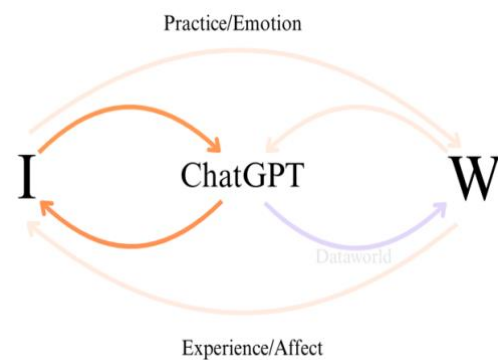 Practice/Emotion
I
ChatGPT
W
Dataworld
Experience/Affect